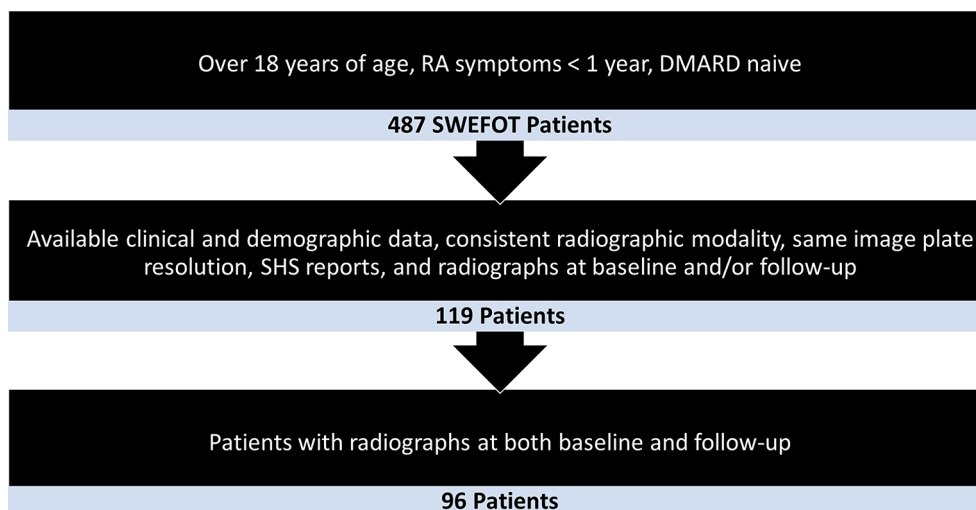 Over 18 years of age, RA symptoms < 1 year, DMARD naive
487 SWEFOT Patients
Available clinical and demographic data, consistent radiographic modality, same image plate
resolution, SHS reports, and radiographs at baseline and/or follow-up
119 Patients
Patients with radiographs at both baseline and follow-up
96 Patients